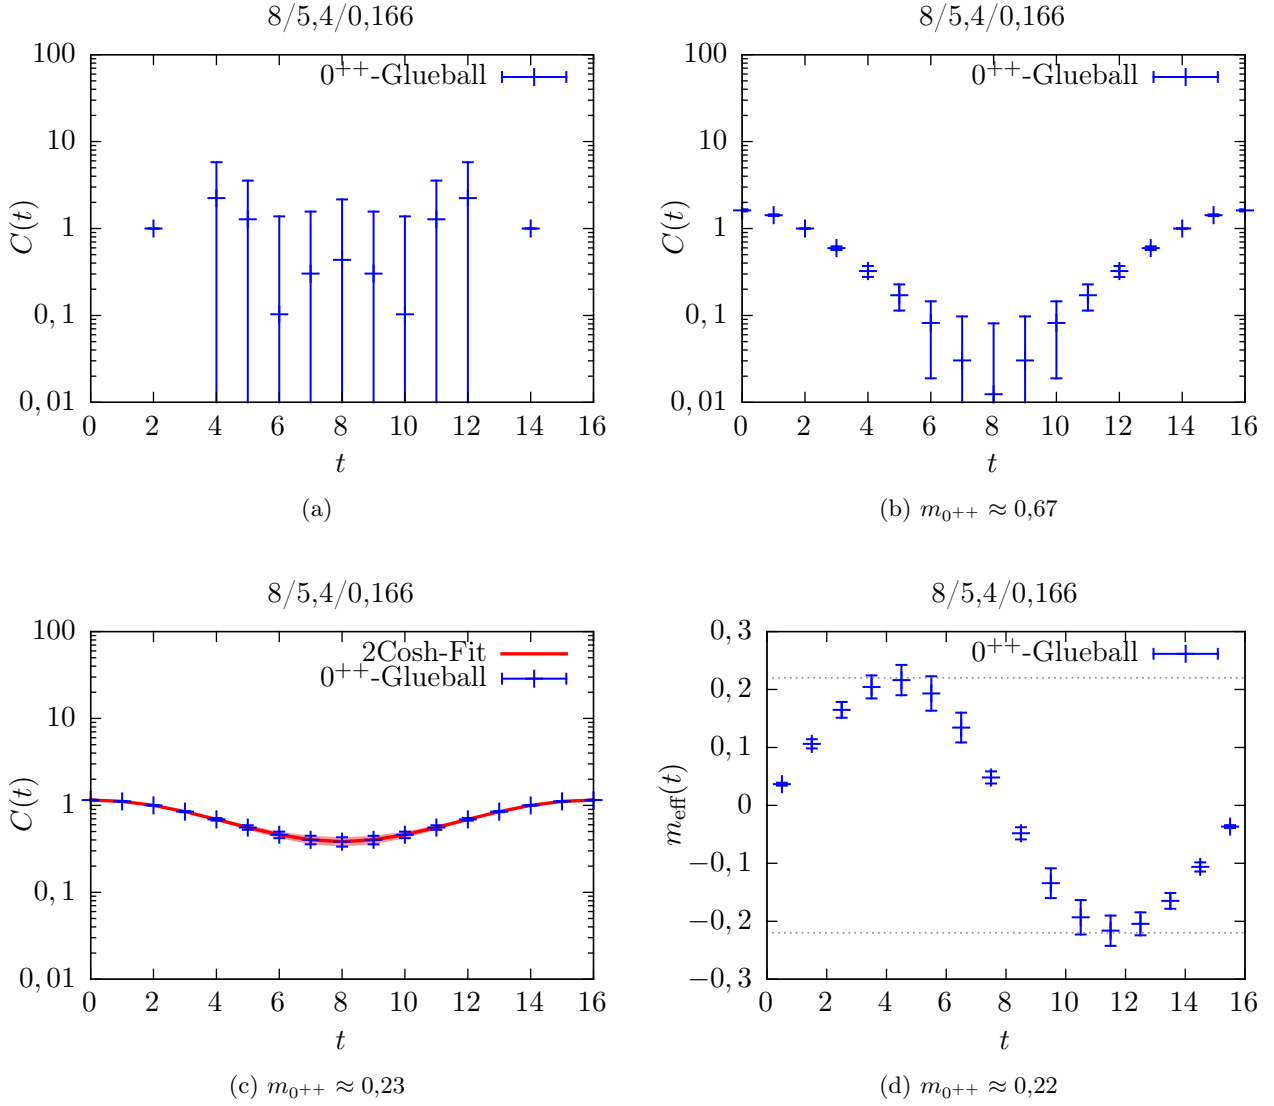 8/5,4/0,166
0++-Glueball
C(t)
100
10
1
0, 1
0, 01
0 2 4 6 8 10 12 14 16
t
(a)
8/5,4/0,166
0++-Glueball
C(t)
100
10
1
0, 1
0, 01
0 2 4 6 8 10 12 14 16
t
(b) m0++ ≈ 0,67
8/5,4/0,166
2Cosh-Fit
0++-Glueball
C(t)
100
10
1
0, 1
0, 01
0 2 4 6 8 10 12 14 16
t
(c) m0++ ≈ 0,23
8/5,4/0,166
0++-Glueball
meff(t)
0, 3
0, 2
0, 1
0
−0, 1
−0, 2
−0, 3
0 2 4 6 8 10 12 14 16
t
(d) m0++ ≈ 0,22